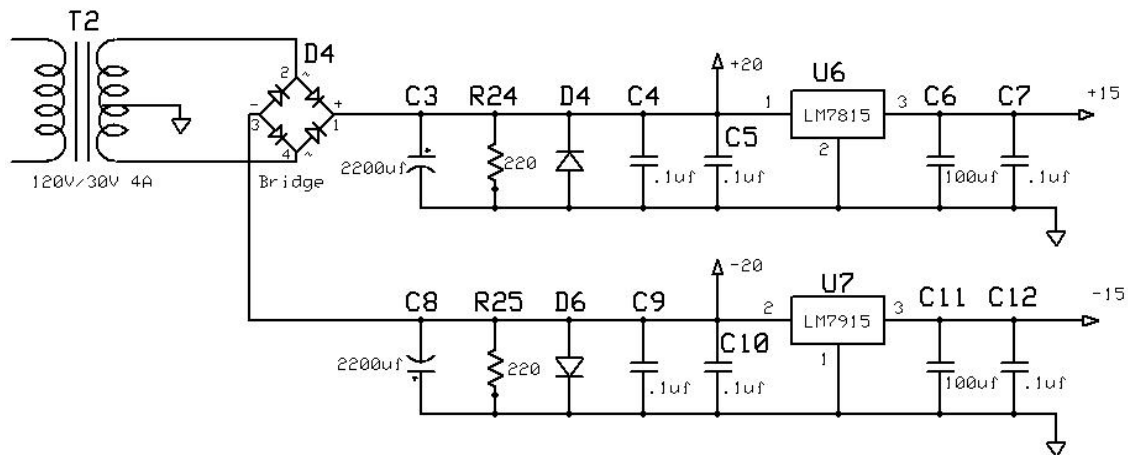 T2
D4
2
~
-
+
3
1
4
~
120V/30V 4A
Bridge
C3
R24
D4
C4
+20
U6
1
LM7815
3
C6
C7
+15
2
C5
2200uf
+
220
.1uf
.1uf
100uf
.1uf
C8
R25
D6
C9
-20
U7
2
LM7915
3
C11
C12
-15
1
C10
2200uf
+
220
.1uf
.1uf
100uf
.1uf